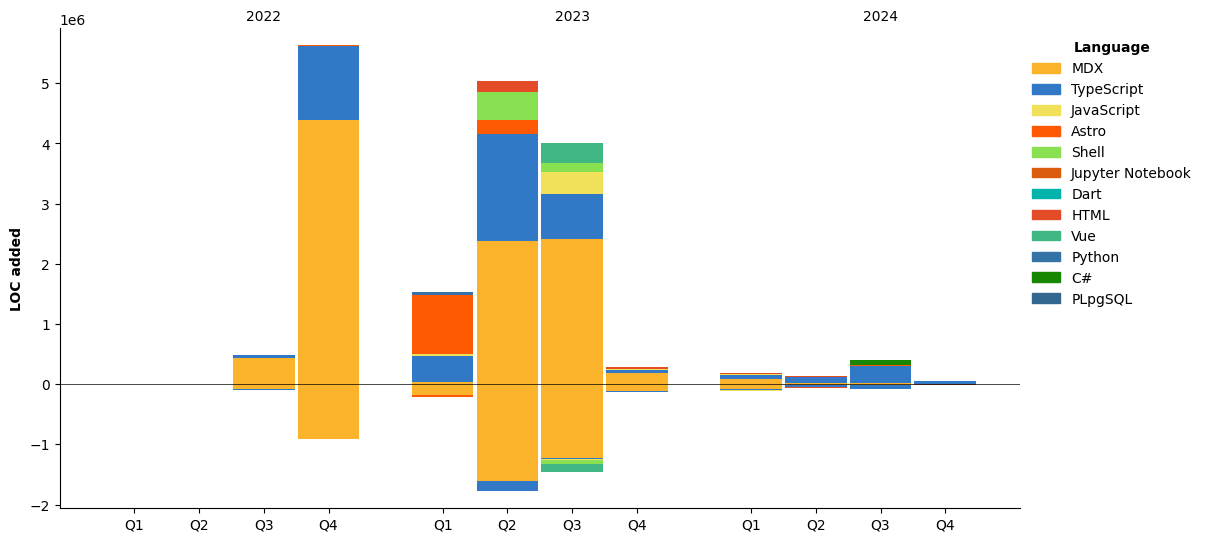 2022 2023 2024
1e6
5
4
3
2
1
0
−1
−2
LOC added
Q1 Q2 Q3 Q4 Q1 Q2 Q3 Q4 Q1 Q2 Q3 Q4
Language
MDX
TypeScript
JavaScript
Astro
Shell
Jupyter Notebook
Dart
HTML
Vue
Python
C#
PLpgSQL